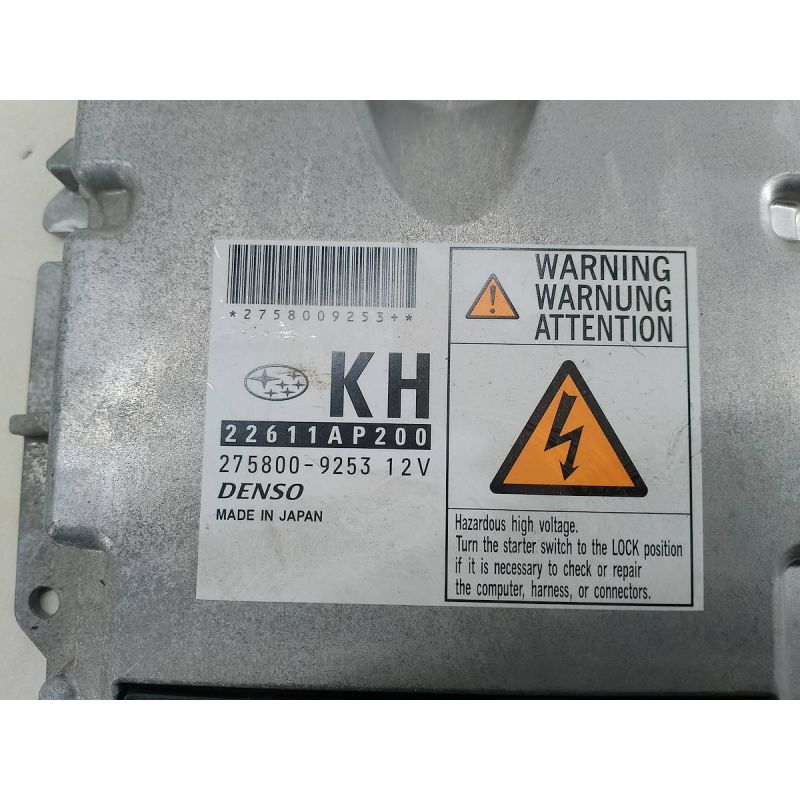 *2758009253+*
KH
22611AP200
275800-9253 12V
DENSO
MADE IN JAPAN
WARNING
WARNUNG
ATTENTION
Hazardous high voltage.
Turn the starter switch to the LOCK position
if it is necessary to check or repair
the computer, harness, or connectors.